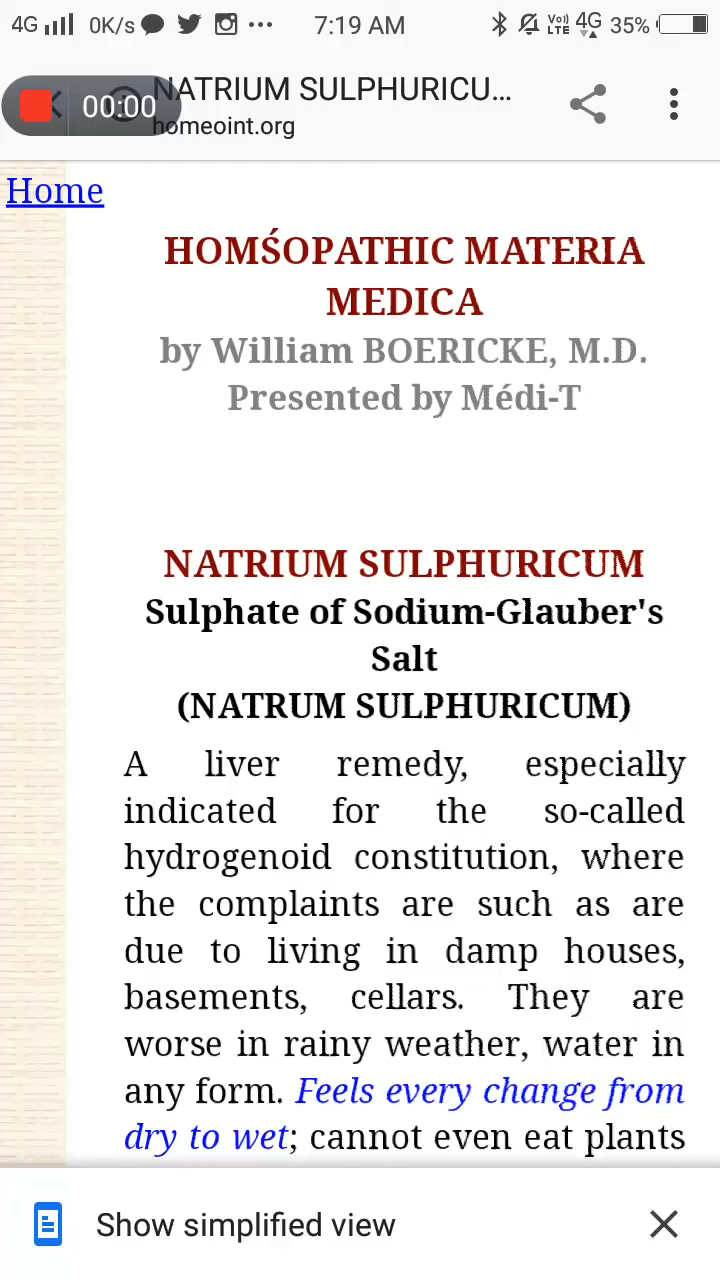 4G 0K/s 7:19 AM Vo) LTE 4G 35%
00:00 NATRIUM SULPHURICU...
homeoint.org
Home
HOMŚOPATHIC MATERIA
MEDICA
by William BOERICKE, M.D.
Presented by Médi-T
NATRIUM SULPHURICUM
Sulphate of Sodium-Glauber's
Salt
(NATRUM SULPHURICUM)
A liver remedy, especially
indicated for the so-called
hydrogenoid constitution, where
the complaints are such as are
due to living in damp houses,
basements, cellars. They are
worse in rainy weather, water in
any form. Feels every change from
dry to wet; cannot even eat plants
Show simplified view